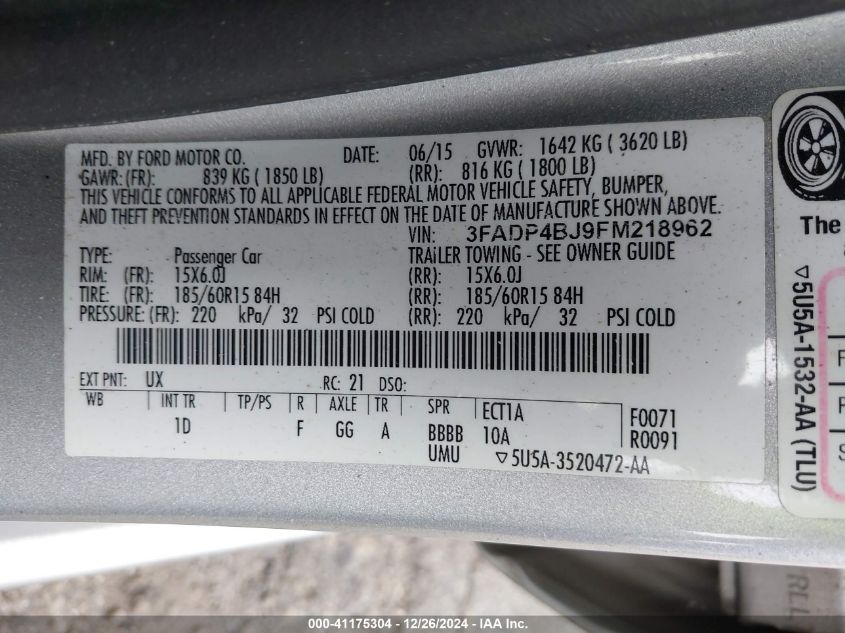 MFD. BY FORD MOTOR CO. DATE: 06/15 GVWR: 1642 KG ( 3620 LB)
GAWR: (FR): 839 KG ( 1850 LB) (RR): 816 KG ( 1800 LB)
THIS VEHICLE CONFORMS TO ALL APPLICABLE FEDERAL MOTOR VEHICLE SAFETY, BUMPER,
AND THEFT PREVENTION STANDARDS IN EFFECT ON THE DATE OF MANUFACTURE SHOWN ABOVE.
VIN: 3FADP4BJ9FM218962
TYPE: Passenger Car TRAILER TOWING - SEE OWNER GUIDE
RIM: (FR): 15X6.0J (RR): 15X6.0J
TIRE: (FR): 185/60R15 84H (RR): 185/60R15 84H
PRESSURE: (FR): 220 kPa/ 32 PSI COLD (RR): 220 kPa/ 32 PSI COLD
EXT PNT: UX RC: 21 DSO:
WB INT TR TP/PS R AXLE TR SPR ECT1A F0071
1D F GG A BBBB 10A R0091
UMU ▽5U5A-3520472-AA
The
▽5U5A-1532-AA (TLU)
F
F
S
RLL
000-41175304 - 12/26/2024 - IAA Inc.